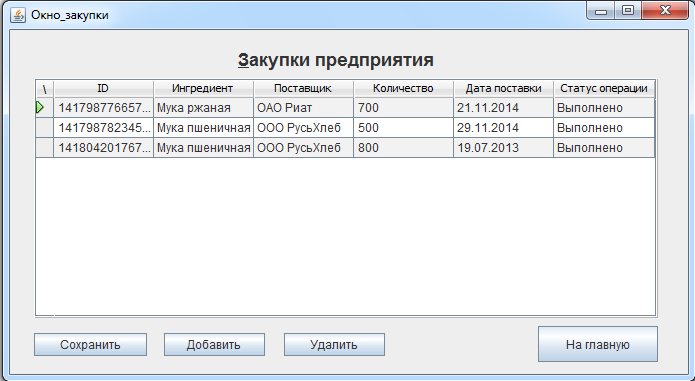 Окно_закупки
Закупки предприятия
\ ID Ингредиент Поставщик Количество Дата поставки Статус операции
141798776657... Мука ржаная ОАО Риат 700 21.11.2014 Выполнено
141798782345... Мука пшеничная ООО РусьХлеб 500 29.11.2014 Выполнено
141804201767... Мука пшеничная ООО РусьХлеб 800 19.07.2013 Выполнено
Сохранить Добавить Удалить На главную